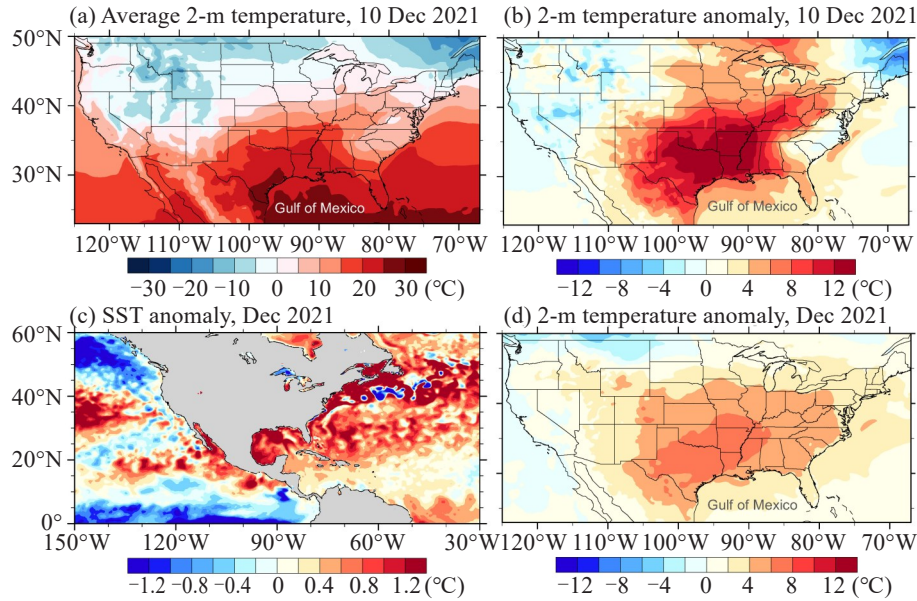 (a) Average 2-m temperature, 10 Dec 2021
50°N
40°N
30°N
Gulf of Mexico
120°W 110°W 100°W 90°W 80°W 70°W
−30 −20 −10 0 10 20 30 (°C)
(b) 2-m temperature anomaly, 10 Dec 2021
Gulf of Mexico
120°W 110°W 100°W 90°W 80°W 70°W
−12 −8 −4 0 4 8 12 (°C)
(c) SST anomaly, Dec 2021
60°N
40°N
20°N
0°
150°W 120°W 90°W 60°W 30°W
−1.2 −0.8 −0.4 0 0.4 0.8 1.2 (°C)
(d) 2-m temperature anomaly, Dec 2021
Gulf of Mexico
120°W 110°W 100°W 90°W 80°W 70°W
−12 −8 −4 0 4 8 12 (°C)